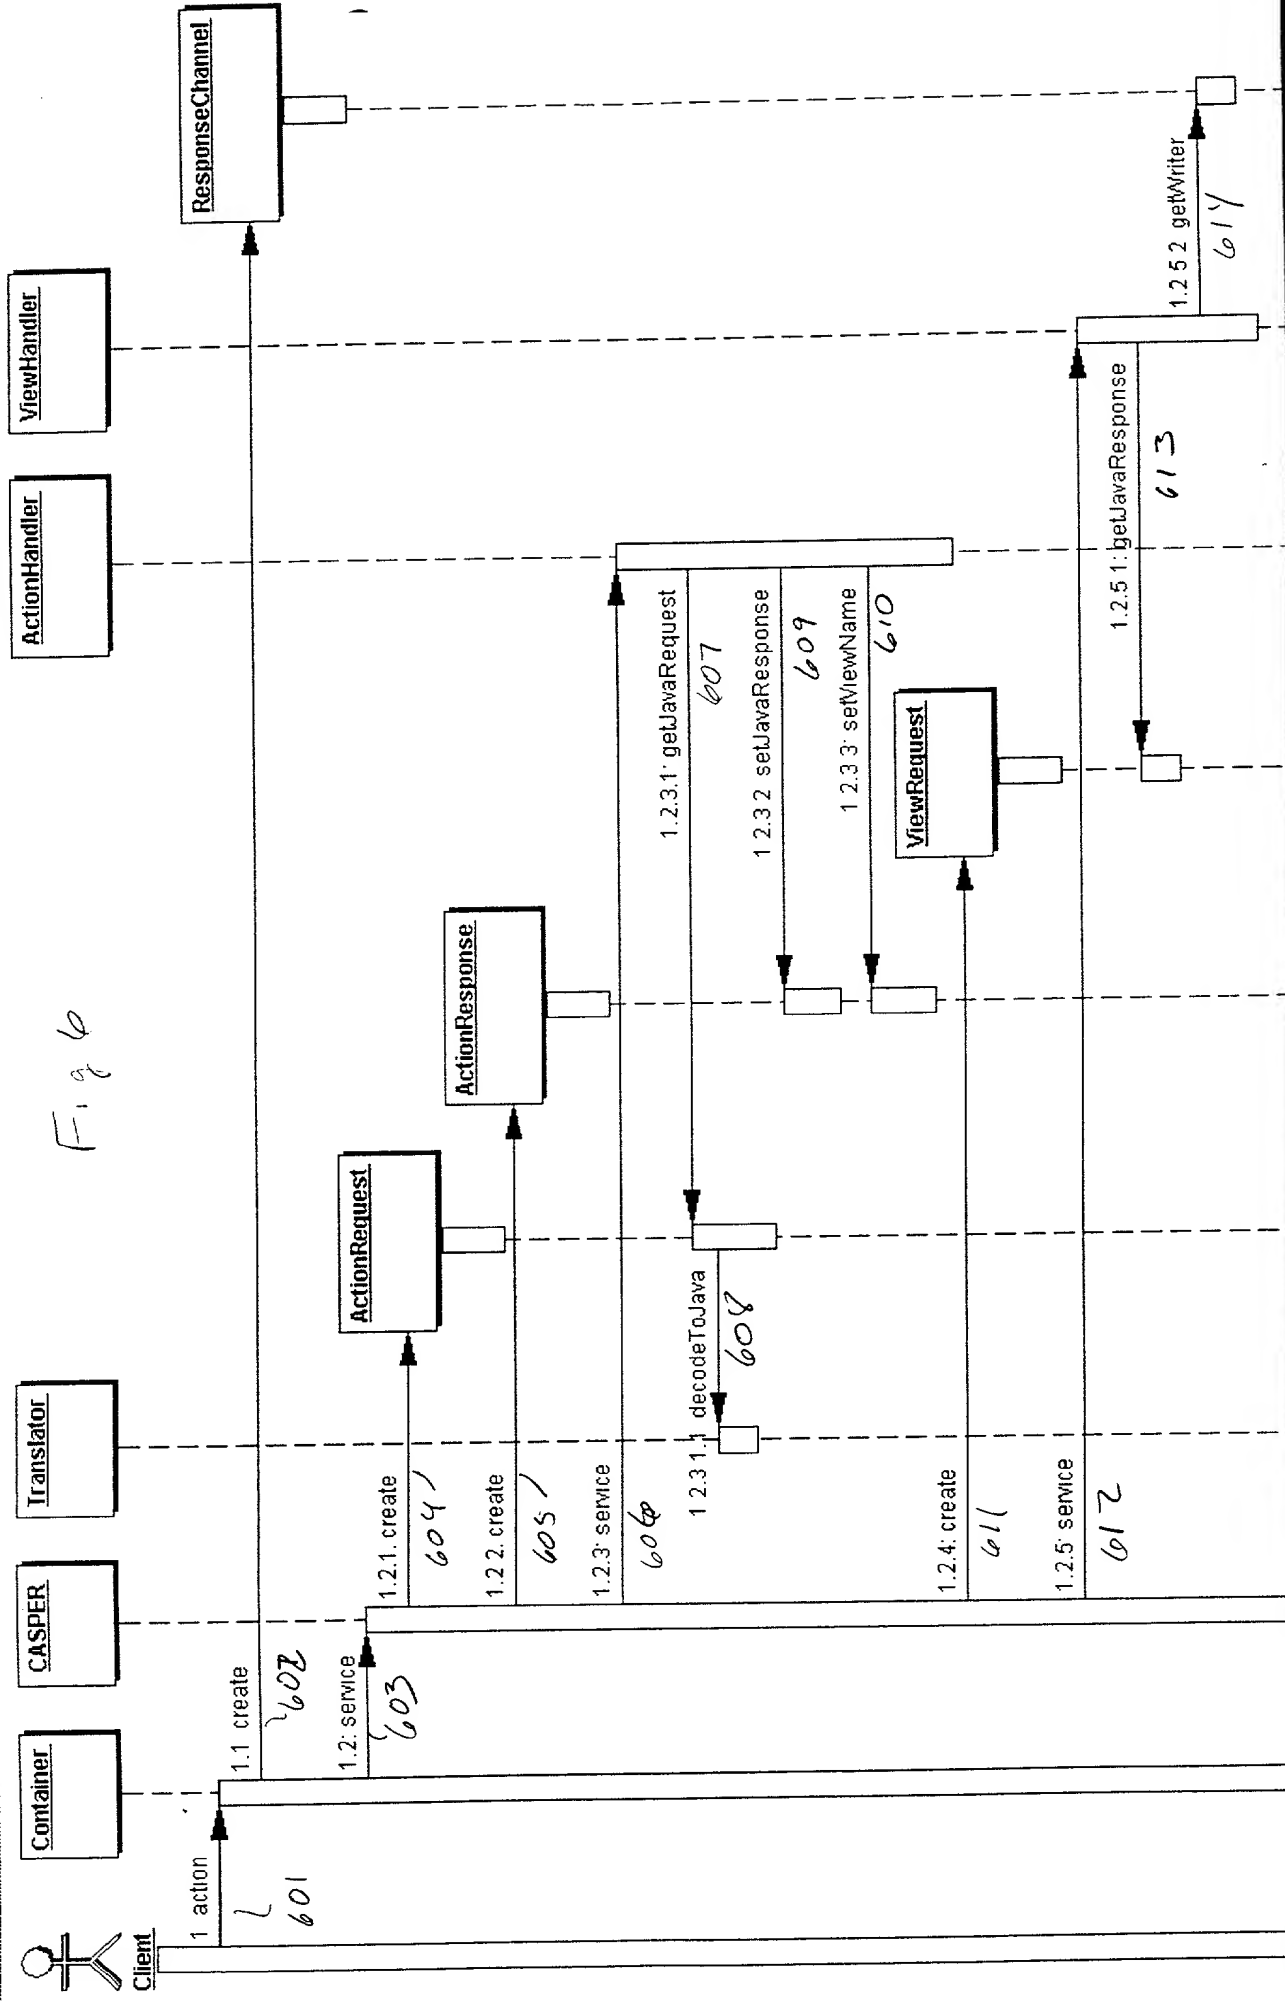 Fig 6
Client
Container
CASPER
Translator
ActionHandler
ViewHandler
ResponseChannel
1 action
601
1.1 create
602
1.2: service
603
ActionRequest
1.2.1. create
604
ActionResponse
1.2 2. create
605
1.2.3: service
606
1.2.3.1: getJavaRequest
607
1 2.3 1.1 decodeToJava
608
1 2.3 2 setJavaResponse
609
1 2.3 3: setViewName
610
ViewRequest
1.2.4: create
611
1.2.5: service
612
1.2.5 1: getJavaResponse
613
1.2 5 2 getWriter
614